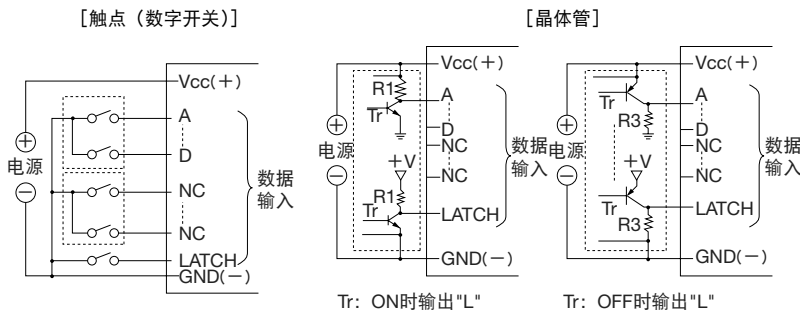 [触点（数字开关）]
Vcc(＋)
A
D
NC
NC
LATCH
GND(－)
电源
数据
输入
[晶体管]
Vcc(＋)
R1
A
Tr
D
NC
NC
电源
＋V
R1
Tr
LATCH
GND(－)
数据
输入
Tr：ON时输出"L"
Vcc(＋)
Tr
A
R3
D
NC
NC
电源
＋V
Tr
R3
LATCH
GND(－)
数据
输入
Tr：OFF时输出"L"